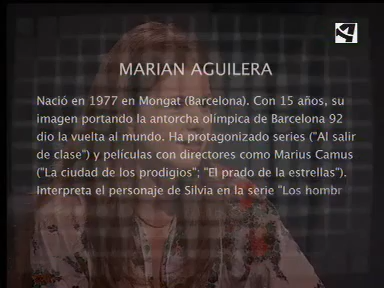 MARIAN AGUILERA
Nació en 1977 en Mongat (Barcelona). Con 15 años, su
imagen portando la antorcha olímpica de Barcelona 92
dio la vuelta al mundo. Ha protagonizado series ("Al salir
de clase") y películas con directores como Marius Camus
("La ciudad de los prodigios"; "El prado de la estrellas").
Interpreta el personaje de Silvia en la serie "Los hombr